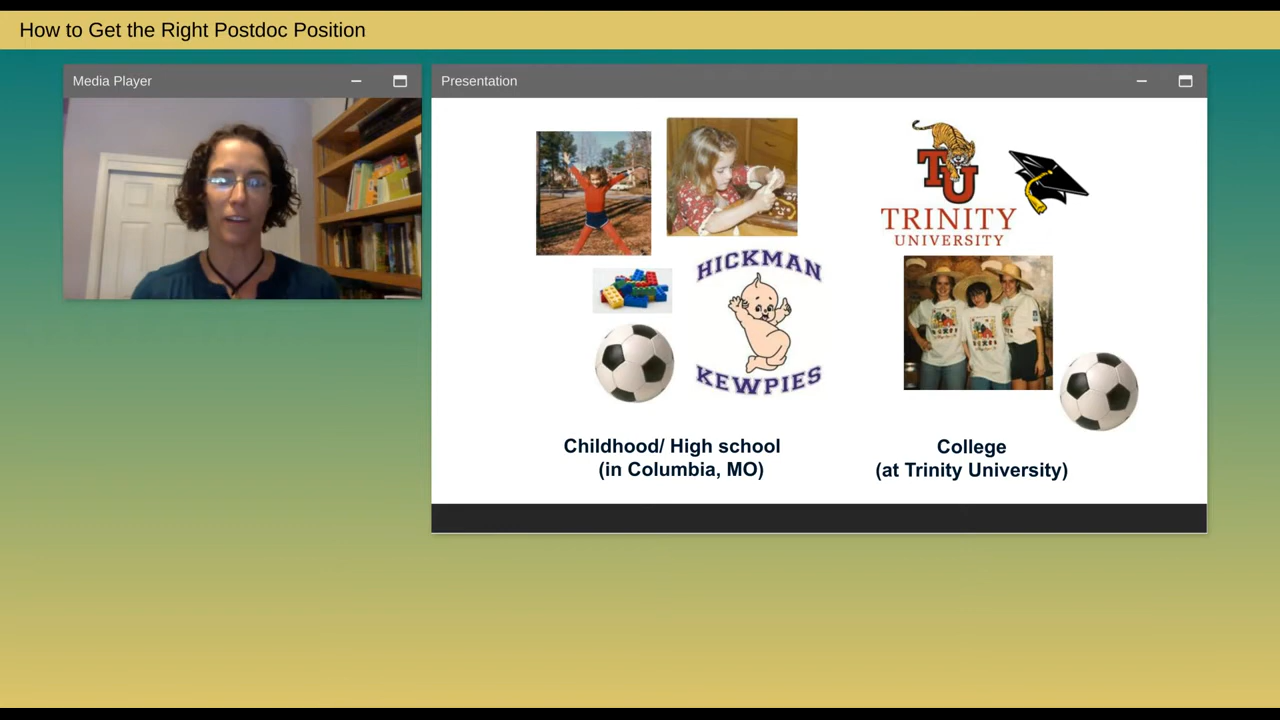 How to Get the Right Postdoc Position
Media Player
Presentation
TU
TRINITY
UNIVERSITY
HICKMAN
KEWPIES
Childhood/ High school
(in Columbia, MO)
College
(at Trinity University)